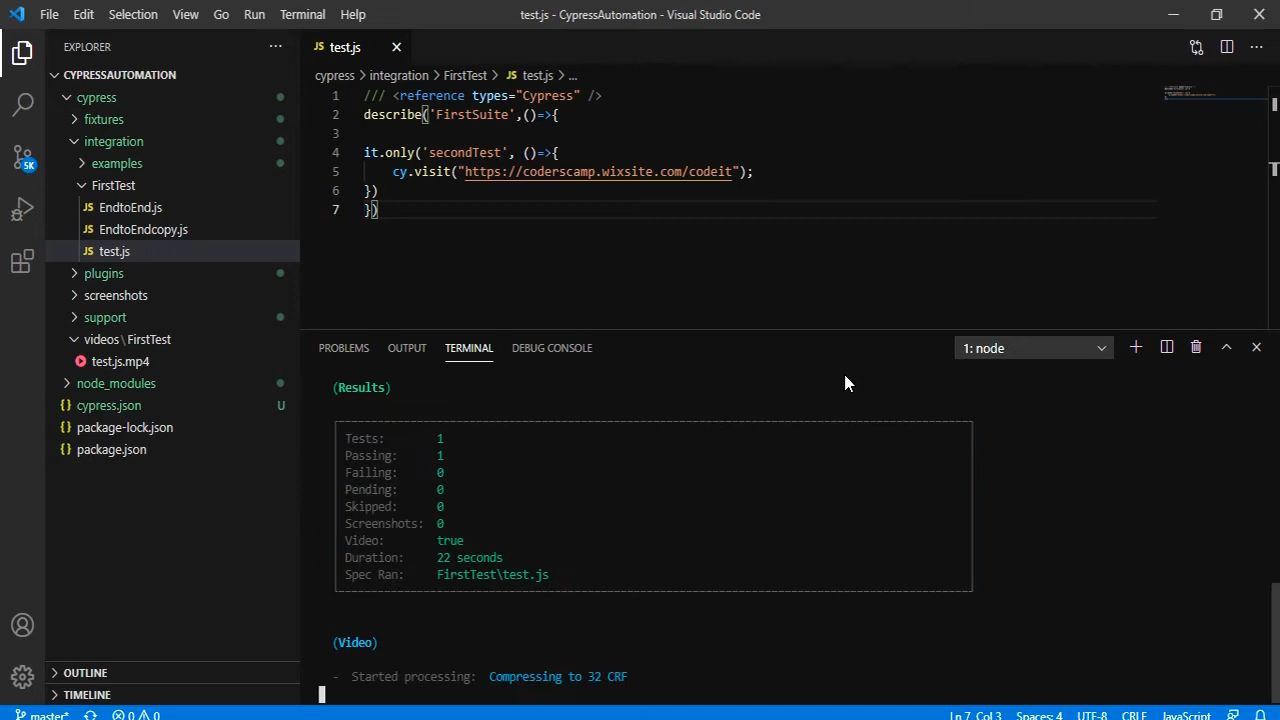 File Edit Selection View Go Run Terminal Help test.js - CypressAutomation - Visual Studio Code
EXPLORER
CYPRESSAUTOMATION
cypress
fixtures
integration
examples
FirstTest
JS EndtoEnd.js
JS EndtoEndcopy.js
JS test.js
plugins
screenshots
support
videos\FirstTest
test.js.mp4
node_modules
{} cypress.json U
{} package-lock.json
{} package.json
OUTLINE
TIMELINE
5K
JS test.js
cypress > integration > FirstTest > JS test.js > ...
1 /// <reference types="Cypress" />
2 describe('FirstSuite',()=>{
3
4 it.only('secondTest', ()=>{
5 cy.visit("https://coderscamp.wixsite.com/codeit");
6 })
7 })
PROBLEMS OUTPUT TERMINAL DEBUG CONSOLE 1: node
(Results)
Tests: 1
Passing: 1
Failing: 0
Pending: 0
Skipped: 0
Screenshots: 0
Video: true
Duration: 22 seconds
Spec Ran: FirstTest\test.js
(Video)
- Started processing: Compressing to 32 CRF
master* 0 0 Ln 7, Col 3 Spaces: 4 UTF-8 CRLF JavaScript